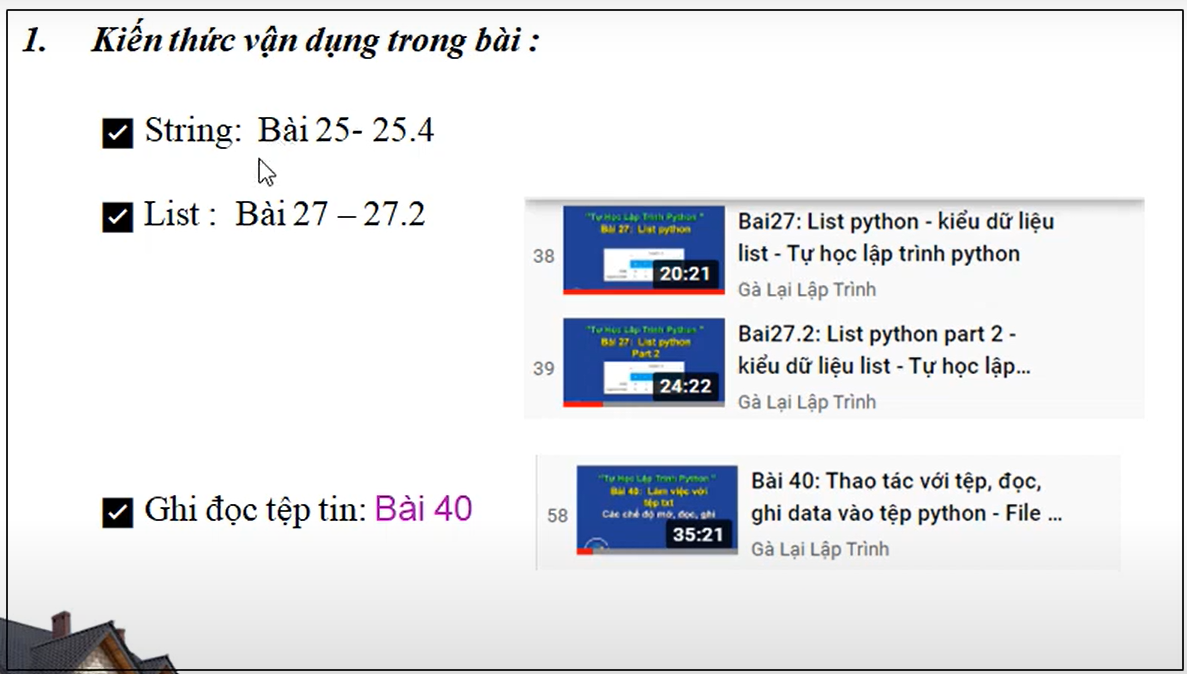 1. Kiến thức vận dụng trong bài :
String: Bài 25- 25.4
List : Bài 27 – 27.2
38
"Tự Học Lập Trình Python "
Bài 27: List python
20:21
Bai27: List python - kiểu dữ liệu
list - Tự học lập trình python
Gà Lại Lập Trình
39
"Tự Học Lập Trình Python "
Bài 27: List python
Part 2
24:22
Bai27.2: List python part 2 -
kiểu dữ liệu list - Tự học lập...
Gà Lại Lập Trình
Ghi đọc tệp tin: Bài 40
58
"Tự Học Lập Trình Python "
Bài 40: Làm việc với
tệp txt
Các chế độ mở, đọc, ghi
35:21
Bài 40: Thao tác với tệp, đọc,
ghi data vào tệp python - File ...
Gà Lại Lập Trình